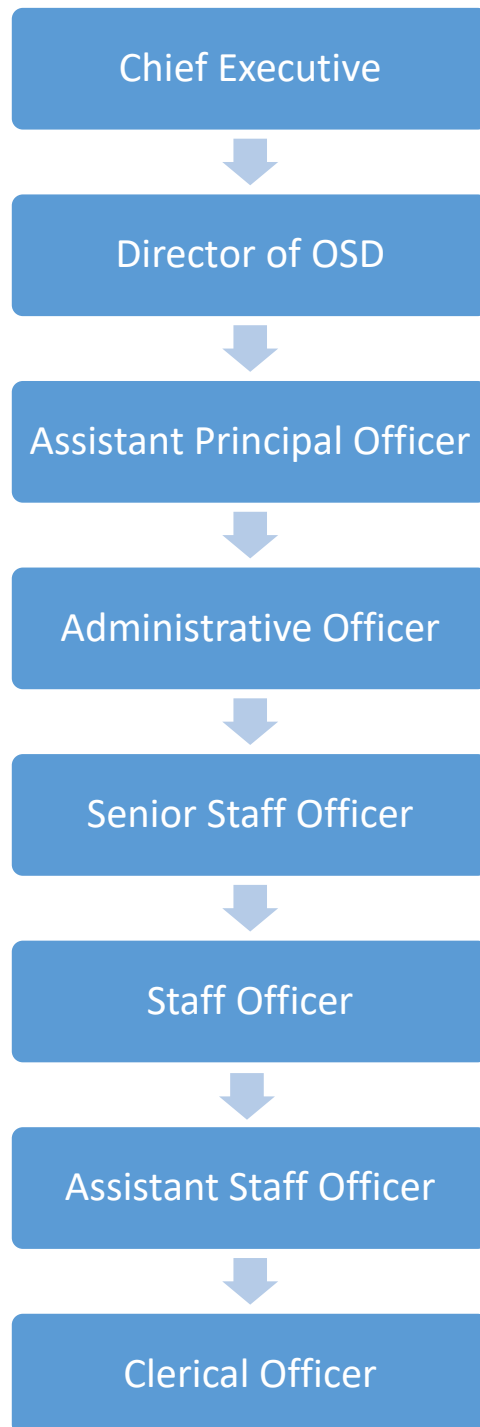 Chief Executive
Director of OSD
Assistant Principal Officer
Administrative Officer
Senior Staff Officer
Staff Officer
Assistant Staff Officer
Clerical Officer